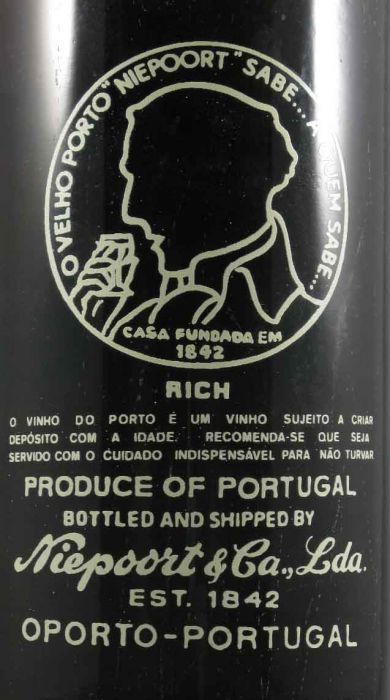 O VELHO PORTO "NIEPOORT" SABE... A QUEM SABE...
CASA FUNDADA EM
1842
RICH
O VINHO DO PORTO É UM VINHO SUJEITO A CRIAR
DEPÓSITO COM A IDADE. RECOMENDA-SE QUE SEJA
SERVIDO COM O CUIDADO INDISPENSÁVEL PARA NÃO TURVAR
PRODUCE OF PORTUGAL
BOTTLED AND SHIPPED BY
Niepoort & Ca., Lda.
EST. 1842
OPORTO-PORTUGAL